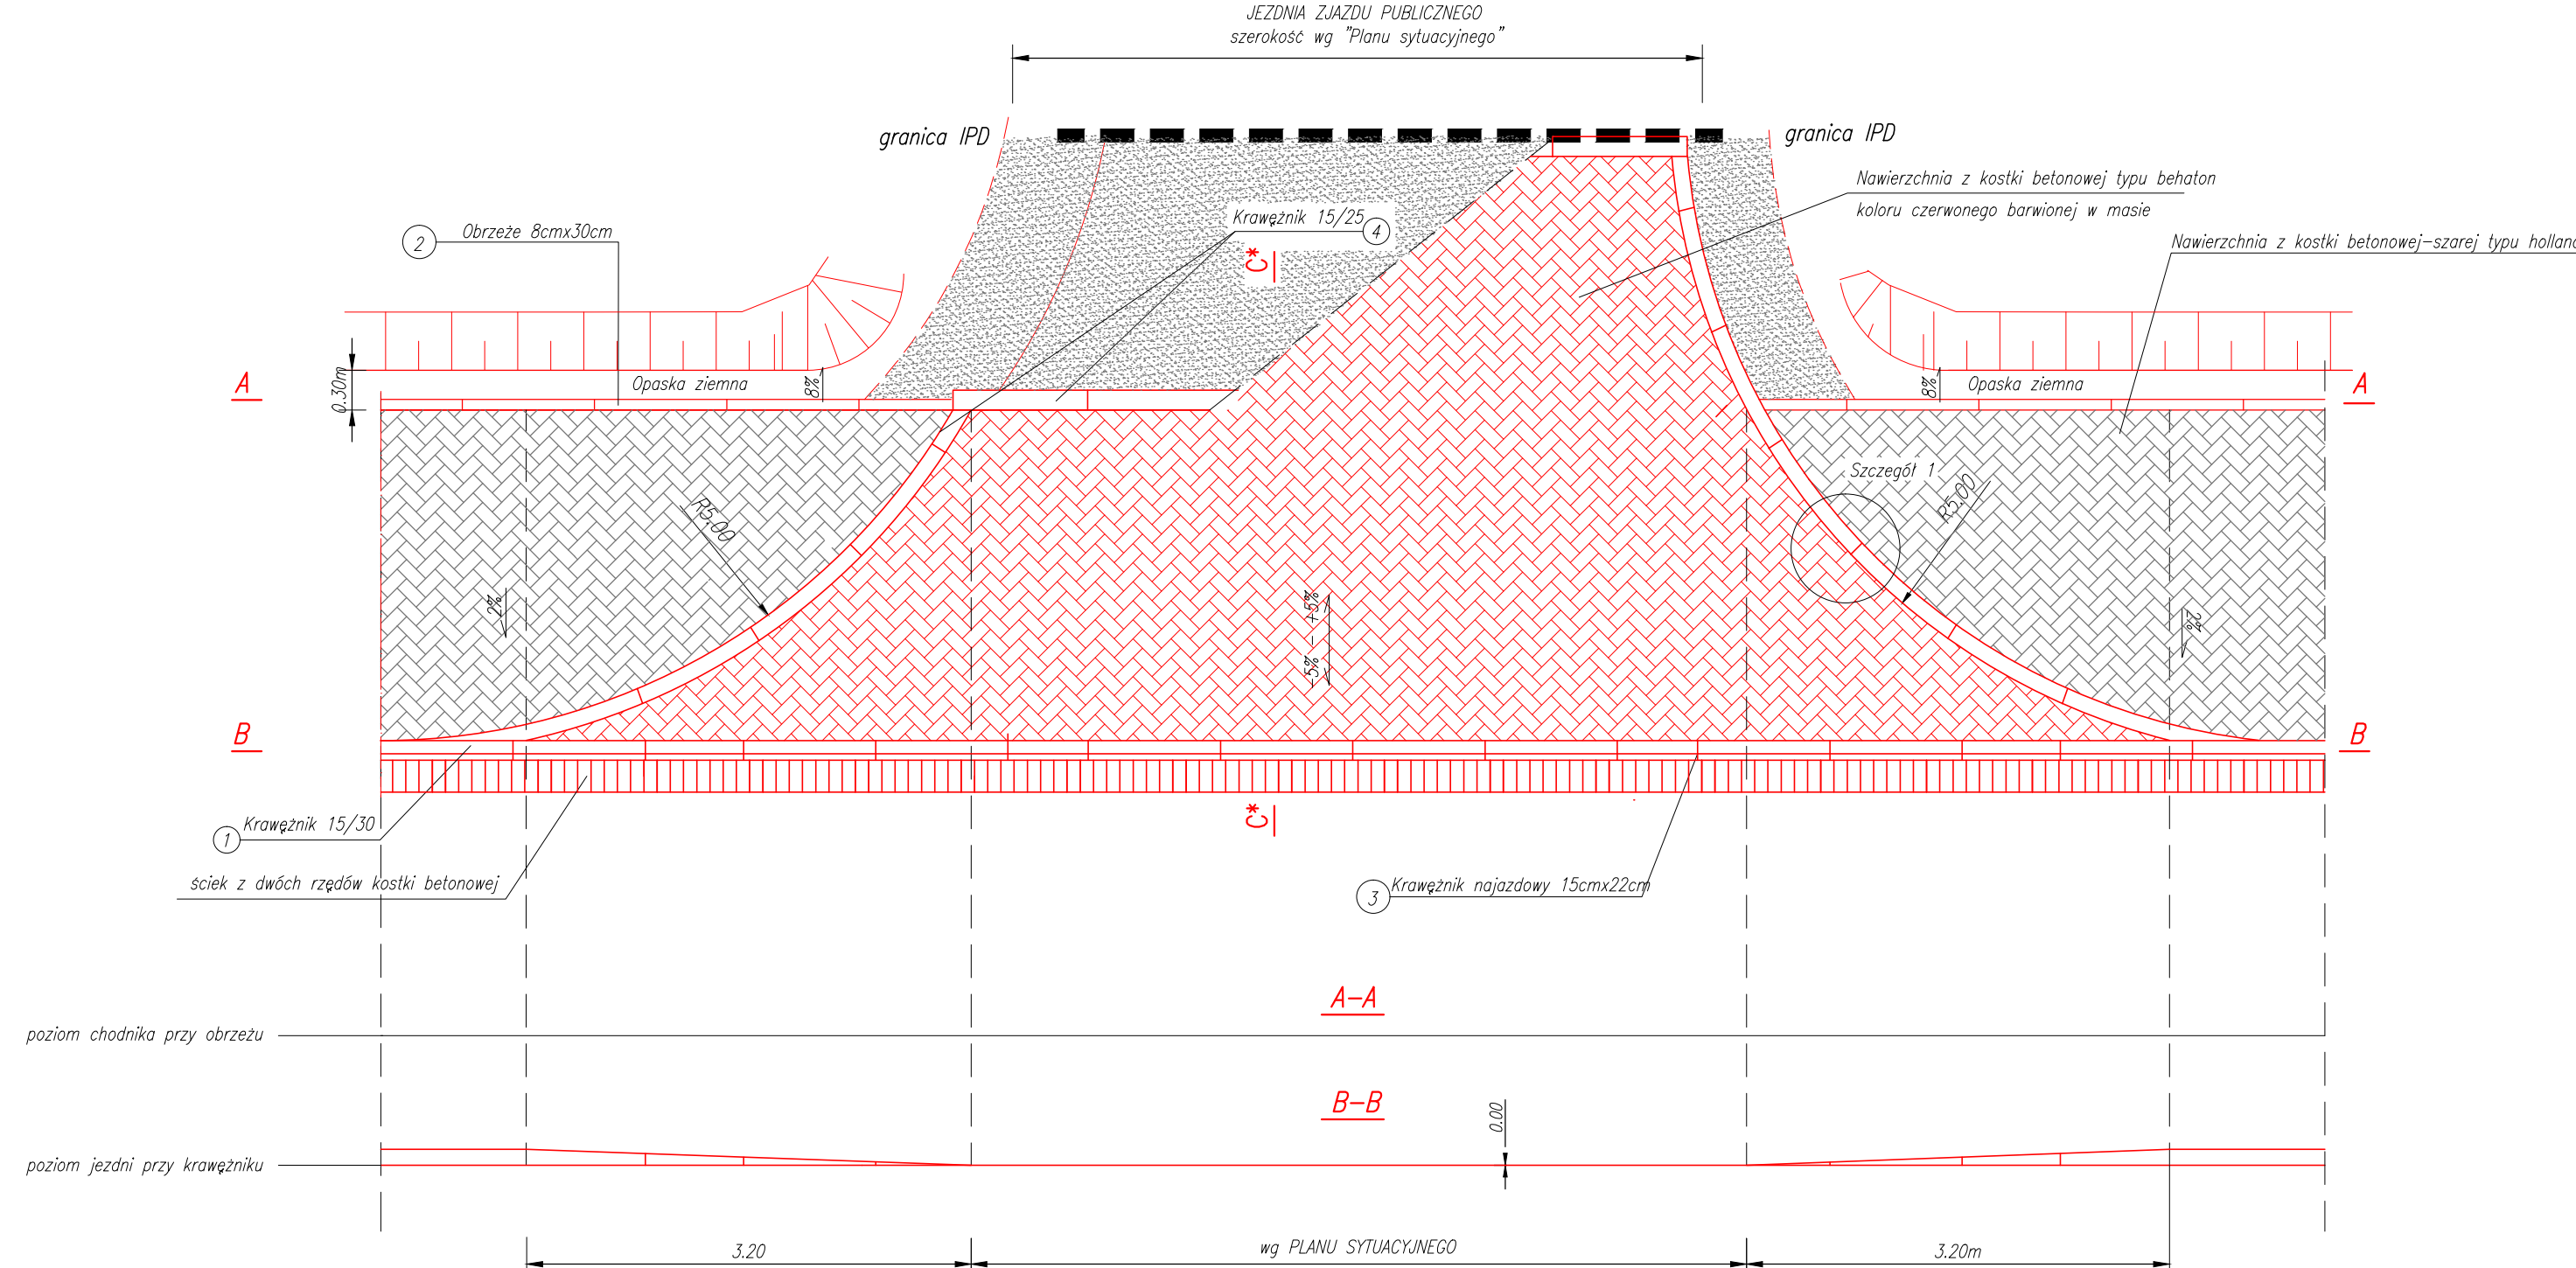 JEZDNIA ZJAZDU PUBLICZNEGO
szerokość wg "Planu sytuacyjnego"
granica IPD
granica IPD
Nawierzchnia z kostki betonowej typu behaton
koloru czerwonego barwionej w masie
Krawężnik 15/25
4
2
Obrzeże 8cmx30cm
Nawierzchnia z kostki betonowej-szarej typu holland
C*
0.30m
A
Opaska ziemna
8%
8%
Opaska ziemna
A
Szczegół 1
R5.00
R5.00
2%
-5% - +5%
2%
B
B
C*
1
Krawężnik 15/30
ściek z dwóch rzędów kostki betonowej
3
Krawężnik najazdowy 15cmx22cm
A-A
poziom chodnika przy obrzeżu
B-B
0.00
poziom jezdni przy krawężniku
3.20
wg PLANU SYTUACYJNEGO
3.20m